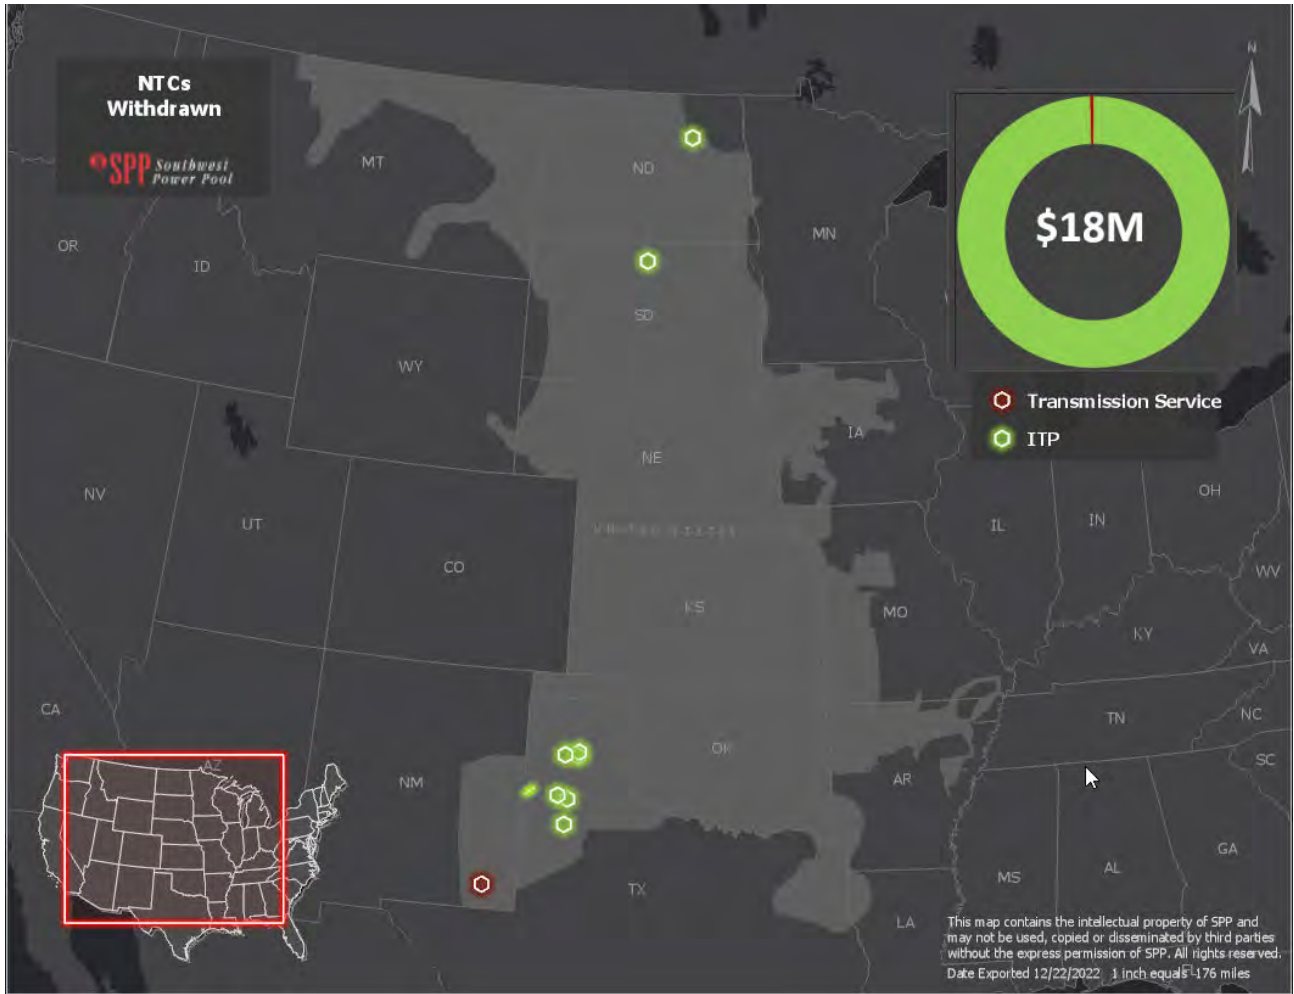 NTCs
Withdrawn
SPP Southwest
Power Pool
N
$18M
Transmission Service
ITP
MT
ND
MN
OR
ID
SD
WY
IA
NE
NV
UT
CO
UNITED STATES
KS
IL
IN
OH
WV
MO
KY
VA
CA
AZ
NM
OK
TX
AR
TN
NC
SC
MS
AL
GA
LA
FL
This map contains the intellectual property of SPP and
may not be used, copied or disseminated by third parties
without the express permission of SPP. All rights reserved.
Date Exported 12/22/2022 1 inch equals 176 miles